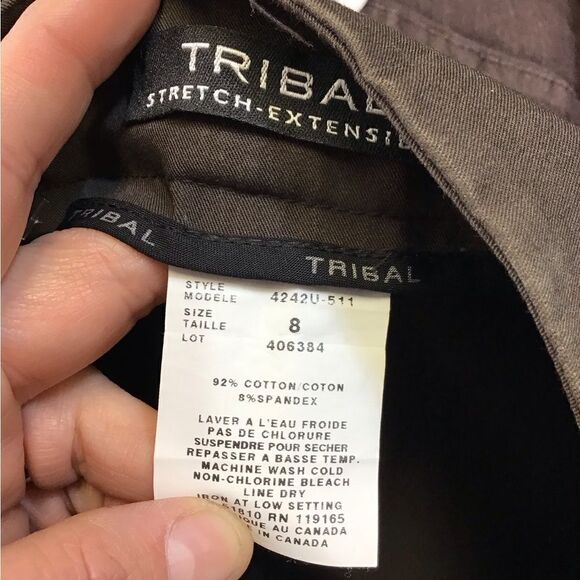 TRIBAL
STRETCH-EXTENSI
TRIBAL
TRIBAL
STYLE
MODELE 4242U-511
SIZE
TAILLE 8
LOT 406384
92% COTTON/COTON
8%SPANDEX
LAVER A L'EAU FROIDE
PAS DE CHLORURE
SUSPENDRE POUR SECHER
REPASSER A BASSE TEMP.
MACHINE WASH COLD
NON-CHLORINE BLEACH
LINE DRY
IRON AT LOW SETTING
RN 119165
AU CANADA
IN CANADA